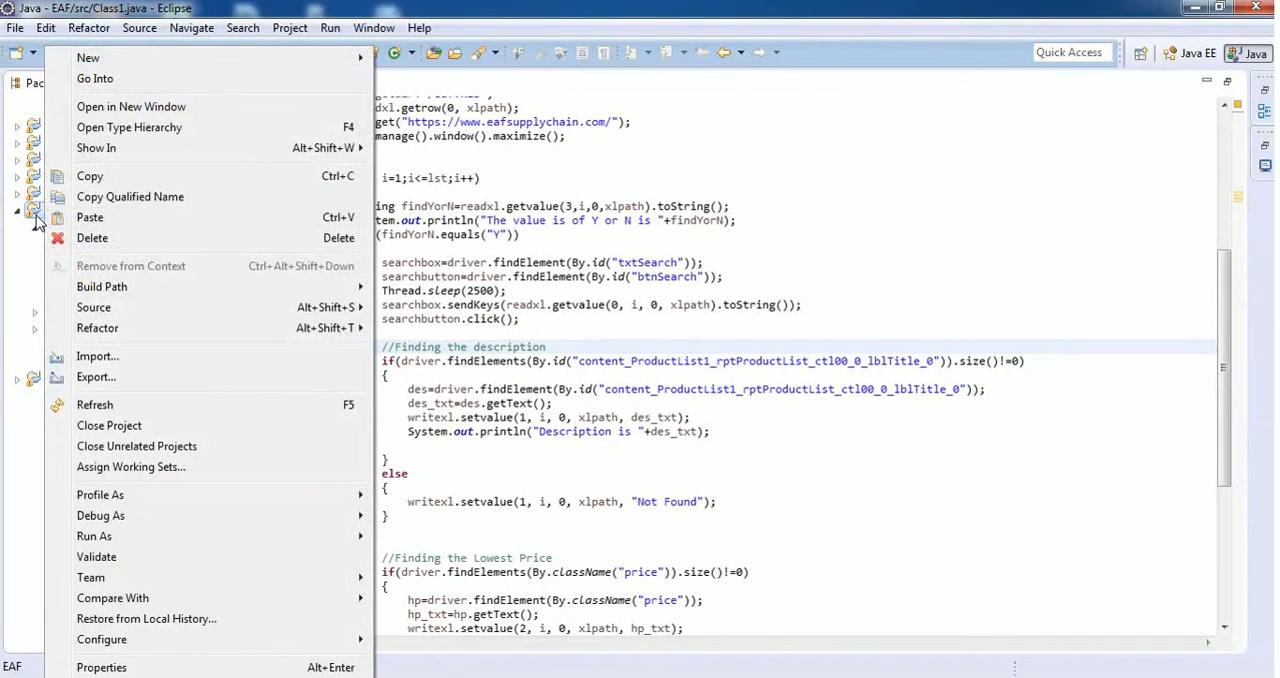 Java - EAF/src/Class1.java - Eclipse
File Edit Refactor Source Navigate Search Project Run Window Help
Quick Access Java EE Java
Pac
New
Go Into
Open in New Window
Open Type Hierarchy F4
Show In Alt+Shift+W
Copy Ctrl+C
Copy Qualified Name
Paste Ctrl+V
Delete Delete
Remove from Context Ctrl+Alt+Shift+Down
Build Path
Source Alt+Shift+S
Refactor Alt+Shift+T
Import...
Export...
Refresh F5
Close Project
Close Unrelated Projects
Assign Working Sets...
Profile As
Debug As
Run As
Validate
Team
Compare With
Restore from Local History...
Configure
Properties Alt+Enter
readxl.getrow(0, xlpath);
get("https://www.eafsupplychain.com/");
manage().window().maximize();
i=1;i<=lst;i++)
ing findYorN=readxl.getvalue(3,i,0,xlpath).toString();
tem.out.println("The value is of Y or N is "+findYorN);
(findYorN.equals("Y"))
searchbox=driver.findElement(By.id("txtSearch"));
searchbutton=driver.findElement(By.id("btnSearch"));
Thread.sleep(2500);
searchbox.sendKeys(readxl.getvalue(0, i, 0, xlpath).toString());
searchbutton.click();
//Finding the description
if(driver.findElements(By.id("content_ProductList1_rptProductList_ctl00_0_lblTitle_0")).size()!=0)
{
des=driver.findElement(By.id("content_ProductList1_rptProductList_ctl00_0_lblTitle_0"));
des_txt=des.getText();
writexl.setvalue(1, i, 0, xlpath, des_txt);
System.out.println("Description is "+des_txt);
}
else
{
writexl.setvalue(1, i, 0, xlpath, "Not Found");
}
//Finding the Lowest Price
if(driver.findElements(By.className("price")).size()!=0)
{
hp=driver.findElement(By.className("price"));
hp_txt=hp.getText();
writexl.setvalue(2, i, 0, xlpath, hp_txt);
EAF